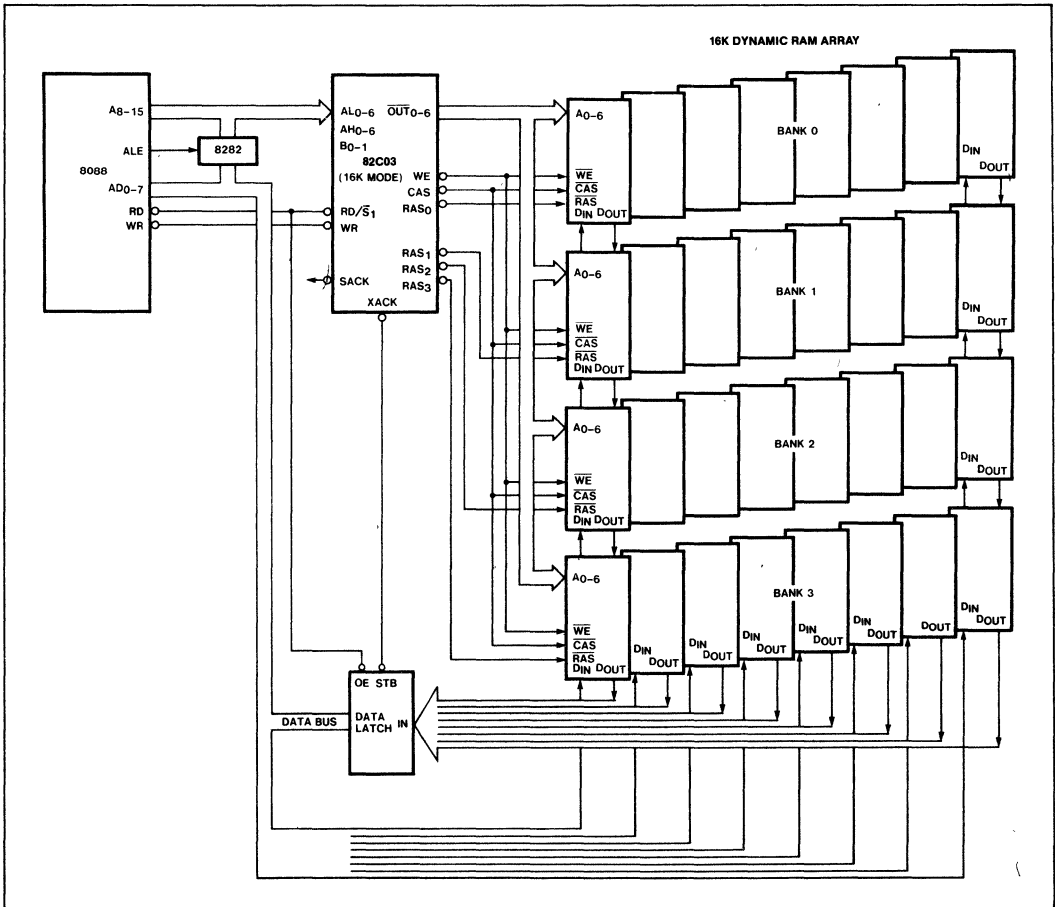 16K DYNAMIC RAM ARRAY
8088
A8–15
ALE
AD0–7
RD
WR
8282
AL0–6
AH0–6
B0–1
82C03
(16K MODE)
OUT0–6
WE
CAS
RAS0
RD/S1
WR
SACK
XACK
RAS1
RAS2
RAS3
A0–6
WE
CAS
RAS
DIN DOUT
BANK 0
DIN
DOUT
A0–6
WE
CAS
RAS
DIN DOUT
BANK 1
DIN
DOUT
A0–6
WE
CAS
RAS
DIN DOUT
BANK 2
DIN
DOUT
A0–6
WE
CAS
RAS
DIN DOUT
BANK 3
DIN
DOUT
DIN
DOUT
DIN
DOUT
DIN
DOUT
DIN
DOUT
DOUT
DIN
DOUT
OE STB
DATA
LATCH
IN
DATA BUS